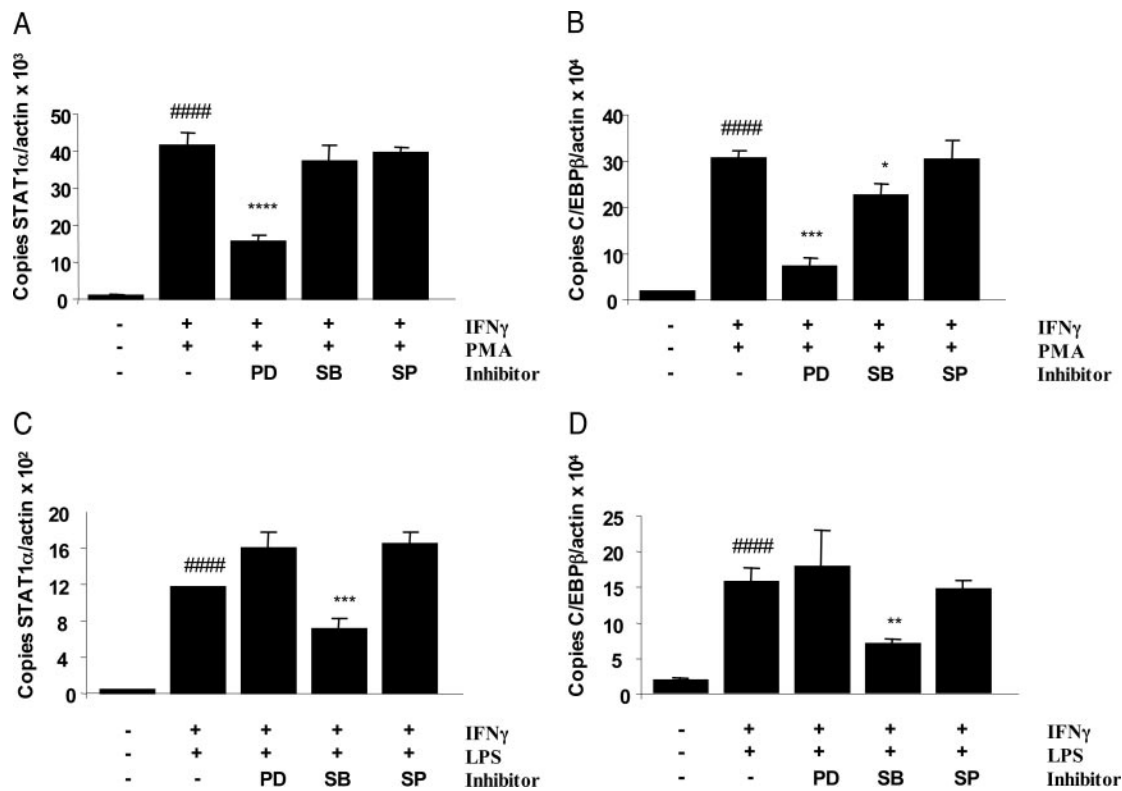 A
Copies STAT1α/actin x 10³
50
40
30
20
10
0
####
****
- + + + + IFNγ
- + + + + PMA
- - PD SB SP Inhibitor
B
Copies C/EBPβ/actin x 10⁴
40
30
20
10
0
####
***
*
- + + + + IFNγ
- + + + + PMA
- - PD SB SP Inhibitor
C
Copies STAT1α/actin x 10²
20
16
12
8
4
0
####
***
- + + + + IFNγ
- + + + + LPS
- - PD SB SP Inhibitor
D
Copies C/EBPβ/actin x 10⁴
25
20
15
10
5
0
####
**
- + + + + IFNγ
- + + + + LPS
- - PD SB SP Inhibitor